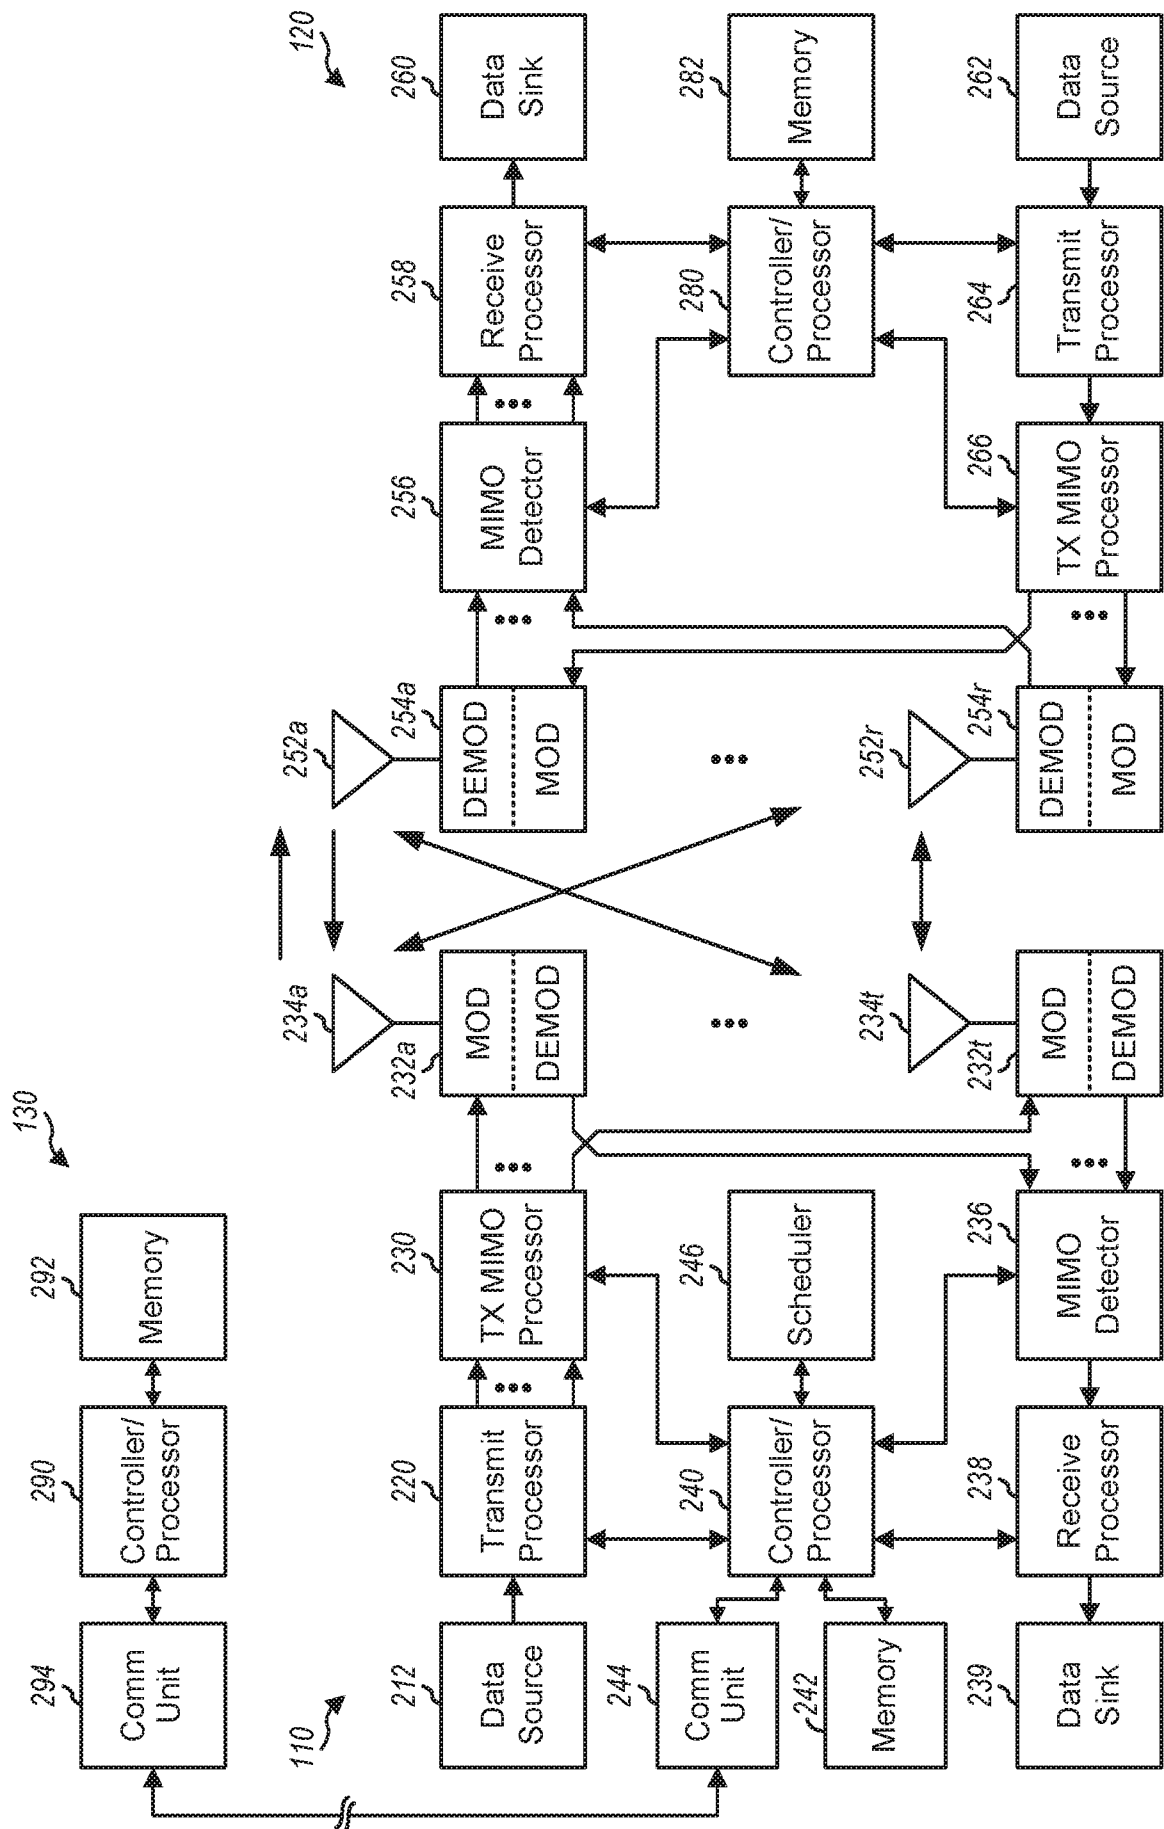 130
294
Comm
Unit
290
Controller/
Processor
292
Memory
110
120
212
Data
Source
220
Transmit
Processor
230
TX MIMO
Processor
232a
MOD
DEMOD
234a
252a
254a
DEMOD
MOD
256
MIMO
Detector
258
Receive
Processor
260
Data
Sink
244
Comm
Unit
242
Memory
240
Controller/
Processor
246
Scheduler
280
Controller/
Processor
282
Memory
239
Data
Sink
238
Receive
Processor
236
MIMO
Detector
232t
MOD
DEMOD
234t
252r
254r
DEMOD
MOD
266
TX MIMO
Processor
264
Transmit
Processor
262
Data
Source